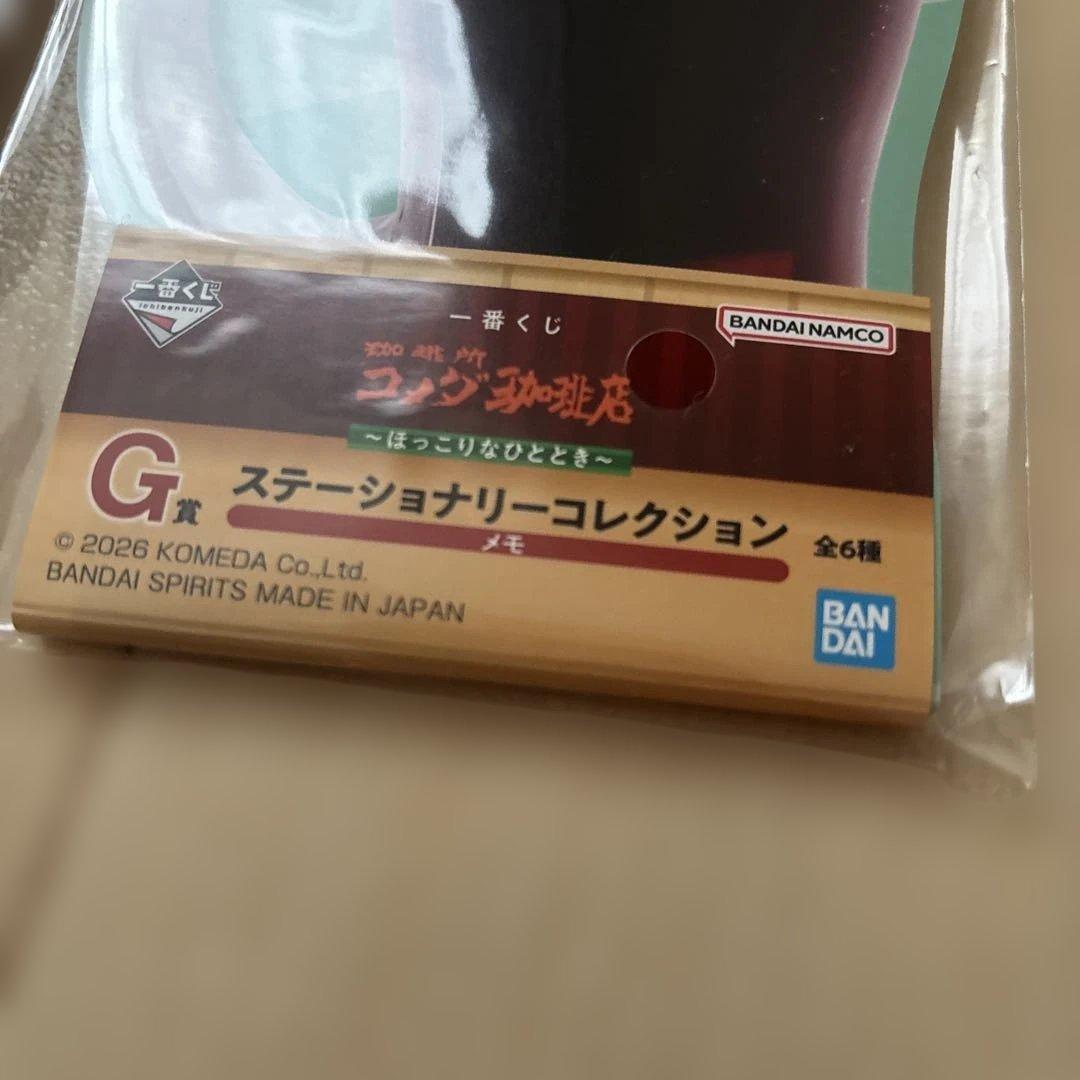 一番くじ
ichibankuji
一番くじ
BANDAI NAMCO
珈琲所
コメダ珈琲店
～ほっこりなひととき～
G賞
ステーショナリーコレクション
メモ
全6種
© 2026 KOMEDA Co.,Ltd.
BANDAI SPIRITS MADE IN JAPAN
BAN
DAI